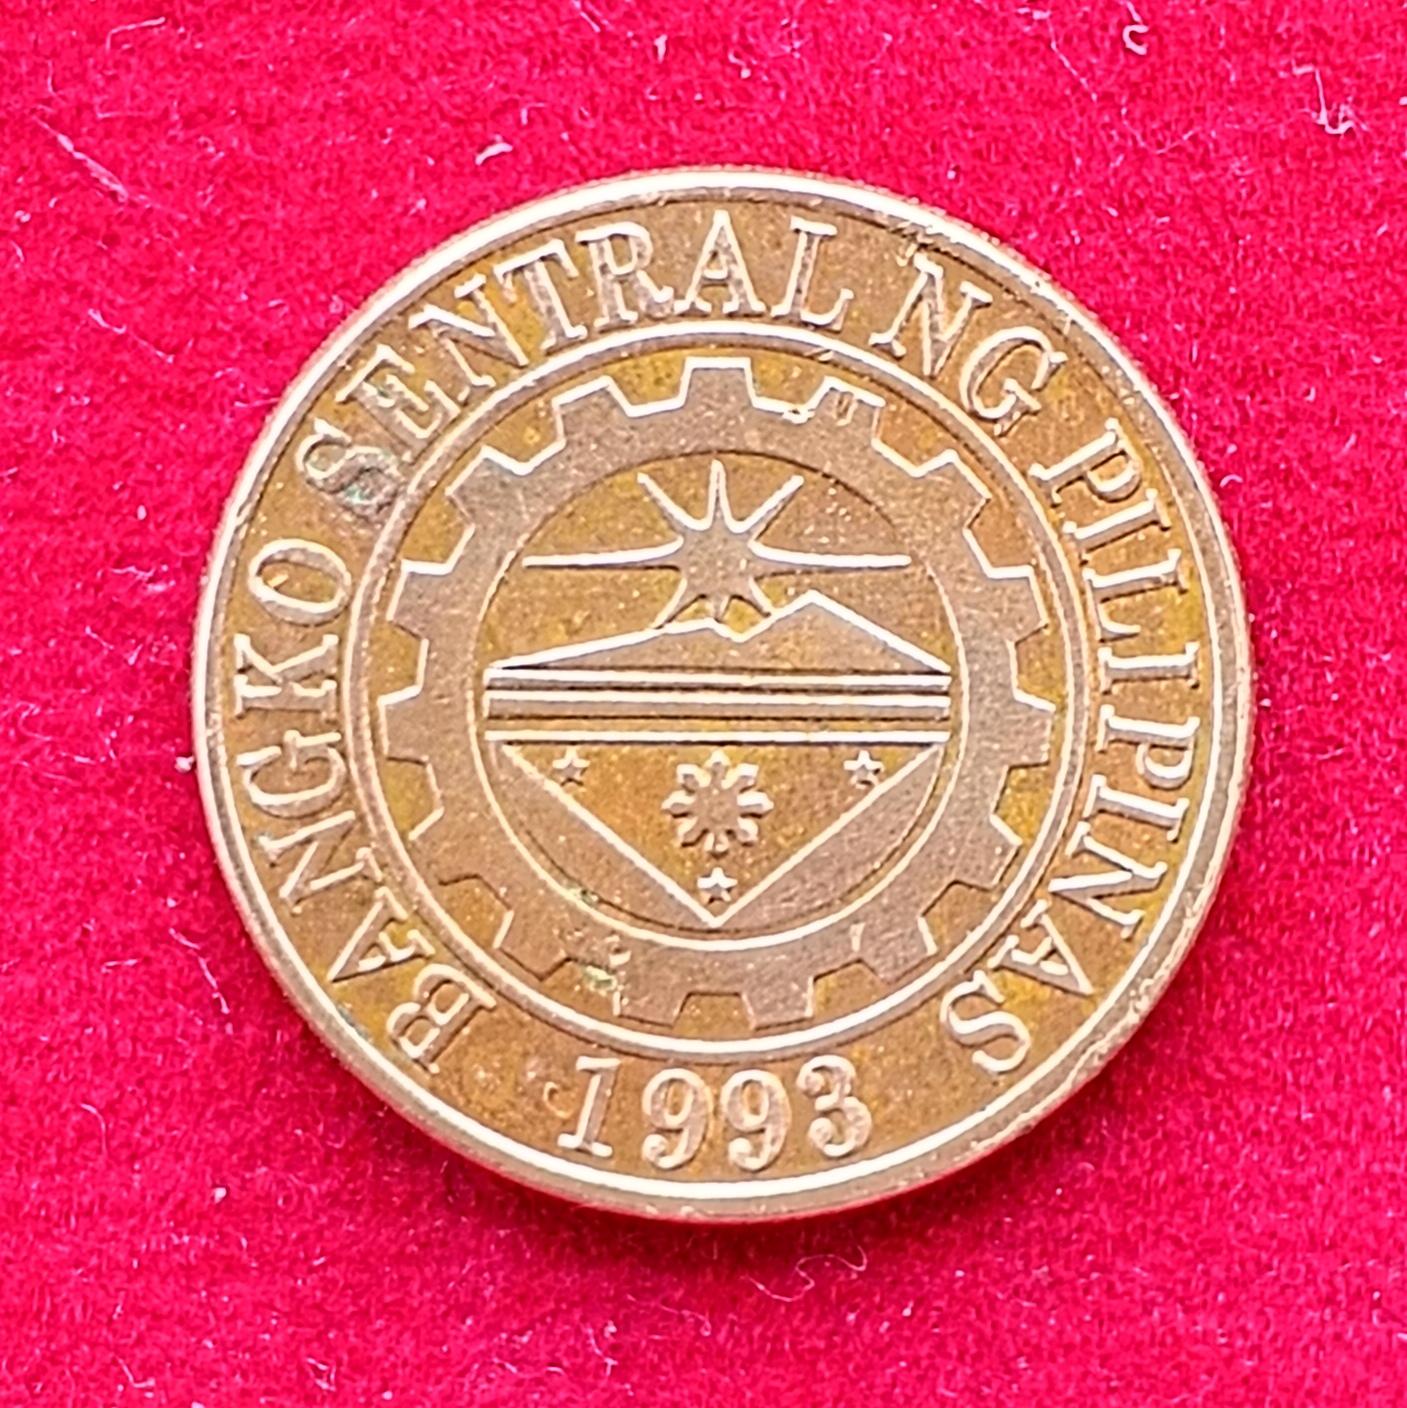 BANGKO SENTRAL NG PILIPINAS
1993